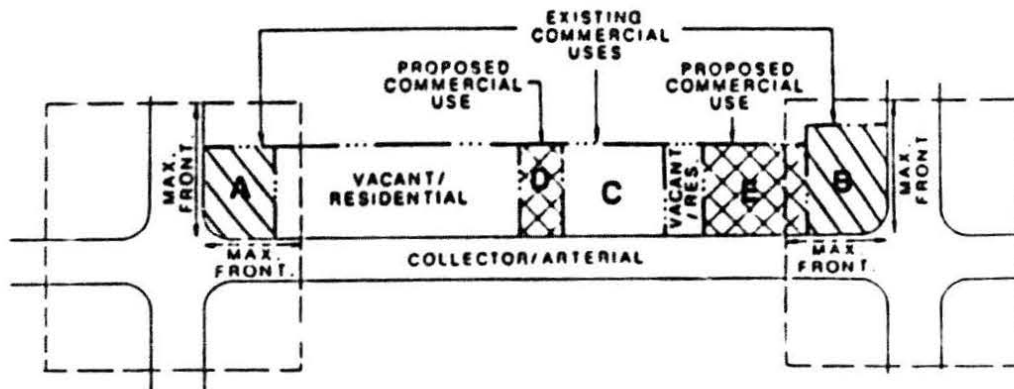 EXISTING
COMMERCIAL
USES
PROPOSED
COMMERCIAL
USE
PROPOSED
COMMERCIAL
USE
MAX.
FRONT.
A
VACANT/
RESIDENTIAL
D
C
VACANT
/RES.
E
B
MAX.
FRONT.
MAX.
FRONT.
COLLECTOR/ARTERIAL
MAX.
FRONT.